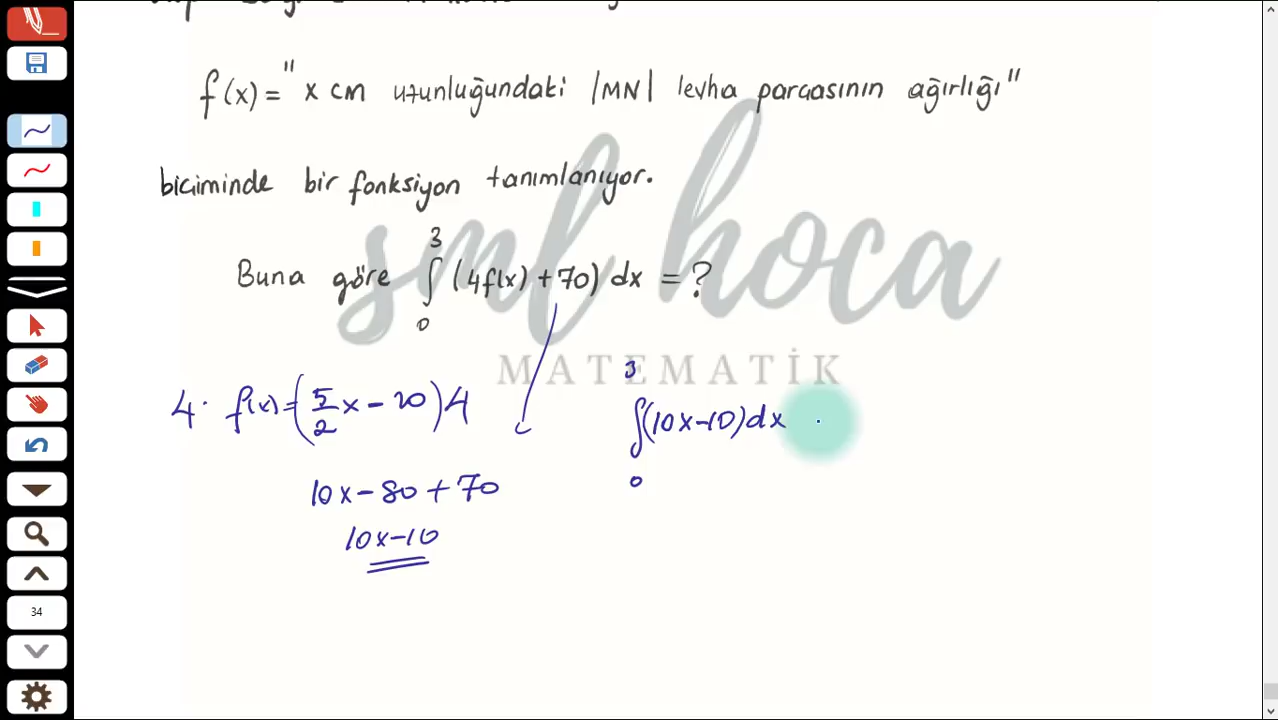 f(x) = " x cm uzunluğundaki |MN| levha parçasının ağırlığı"
biçiminde bir fonksiyon tanımlanıyor.
sml hoca
Buna göre ∫₀³ (4f(x) + 70) dx = ?
MATEMATİK
4. f(x) = (5/2 x - 20) 4
∫₀³ (10x-10) dx
10x - 80 + 70
10x-10
34